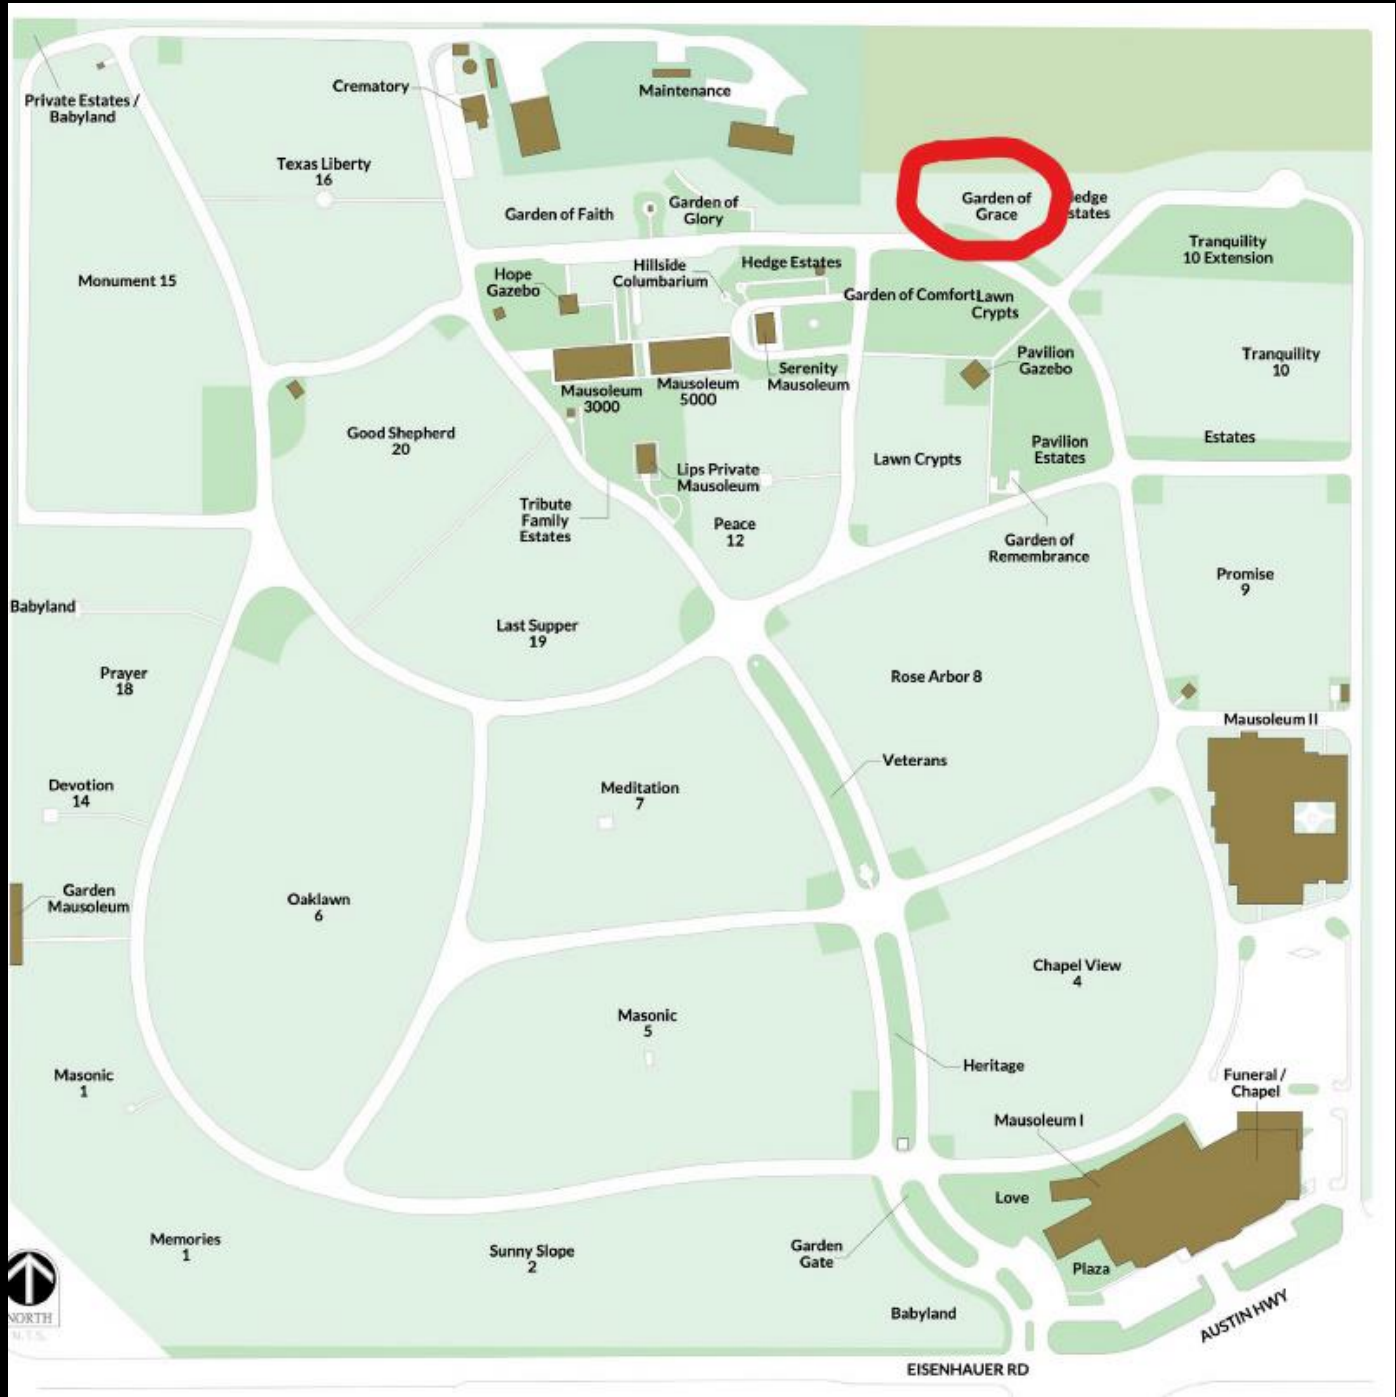 Private Estates /
Babyland
Crematory
Maintenance
Texas Liberty
16
Garden of Faith
Garden of
Glory
Garden of
Grace
Tranquility
10 Extension
Monument 15
Hope
Gazebo
Hillside
Columbarium
Hedge Estates
Garden of Comfort
Lawn
Crypts
Pavilion
Gazebo
Tranquility
10
Serenity
Mausoleum
Mausoleum
3000
Mausoleum
5000
Good Shepherd
20
Lawn Crypts
Pavilion
Estates
Estates
Lips Private
Mausoleum
Tribute
Family
Estates
Peace
12
Garden of
Remembrance
Promise
9
Babyland
Last Supper
19
Prayer
18
Rose Arbor 8
Mausoleum II
Veterans
Devotion
14
Meditation
7
Garden
Mausoleum
Oaklawn
6
Chapel View
4
Masonic
5
Masonic
1
Heritage
Funeral /
Chapel
Mausoleum I
Love
Memories
1
Sunny Slope
2
Garden
Gate
Plaza
NORTH
N.T.S.
Babyland
AUSTIN HWY
EISENHAUER RD